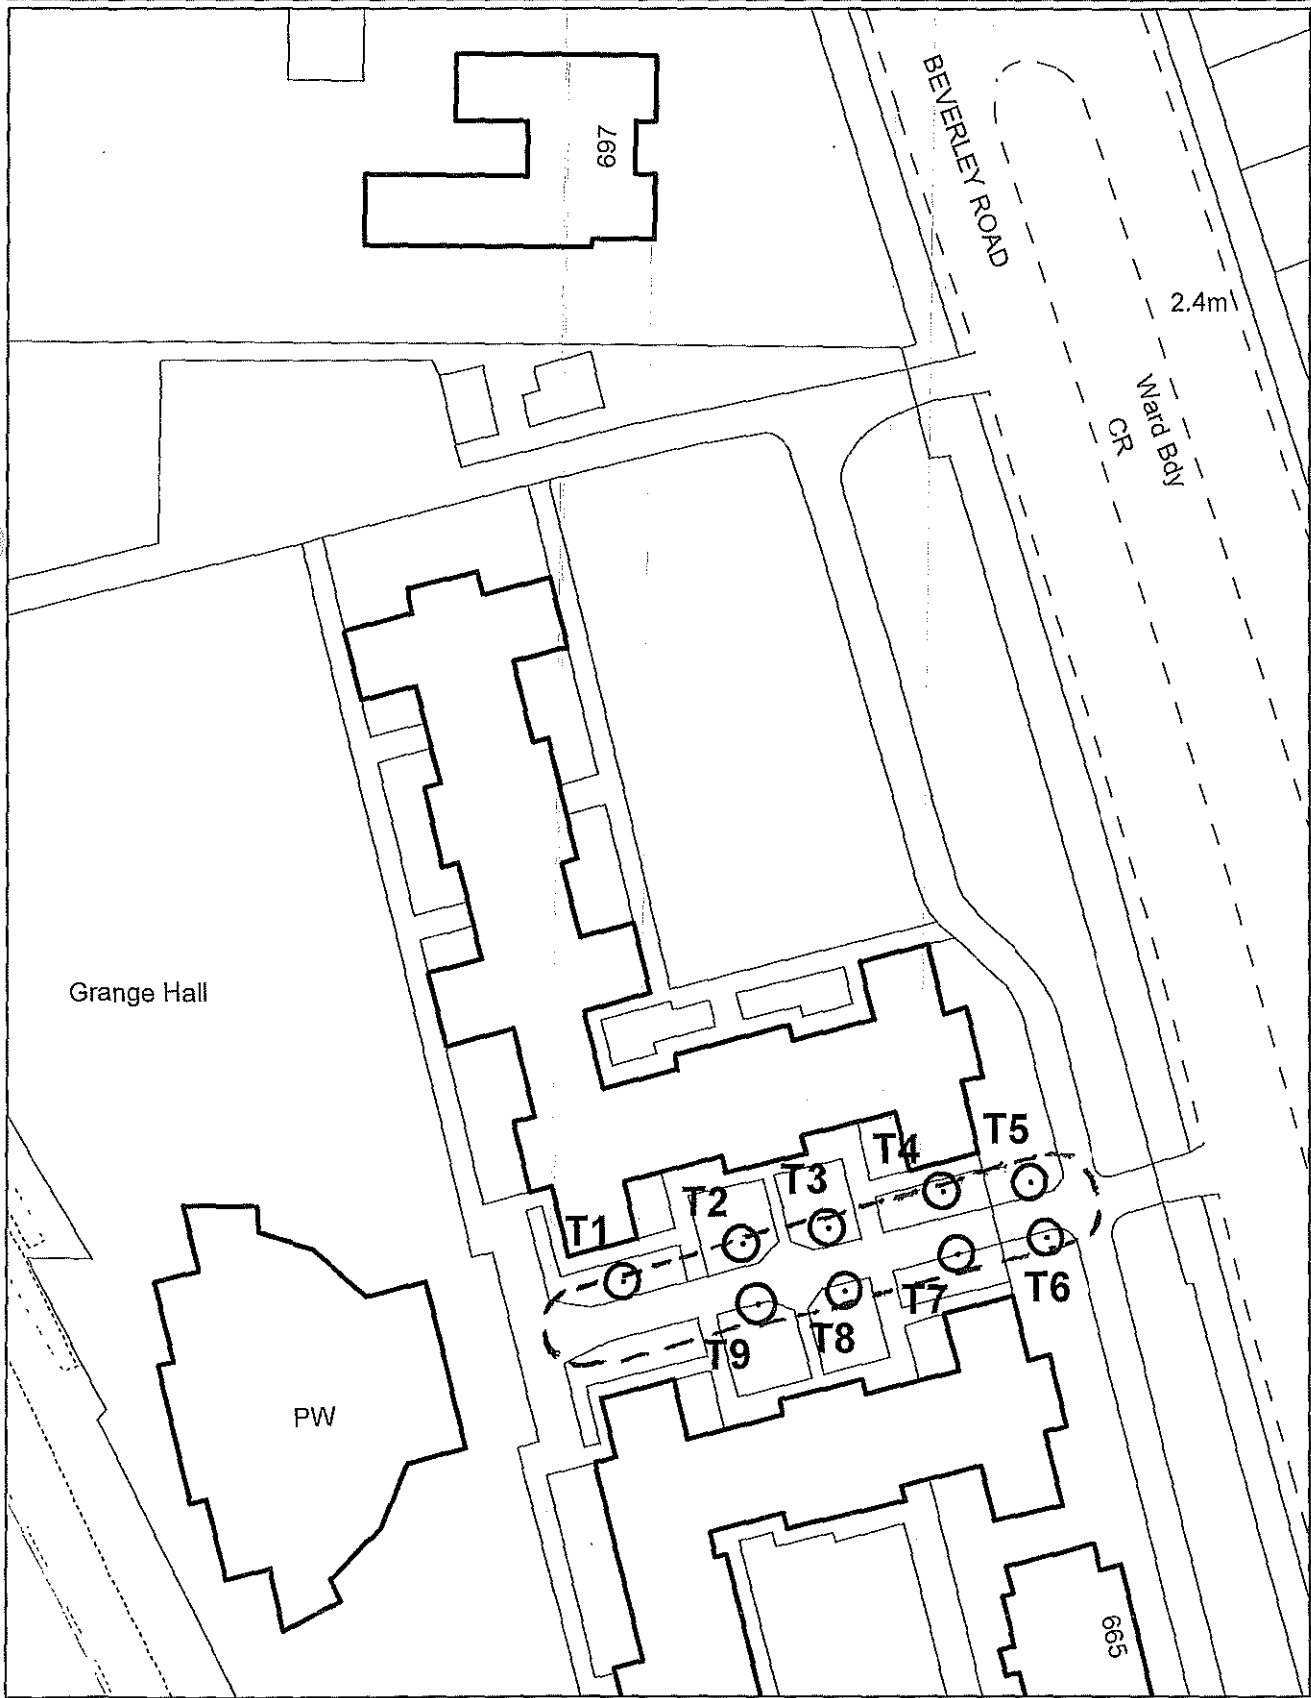 697
BEVERLEY ROAD
2.4m
Ward Bdy
CR
Grange Hall
T5
T4
T3
T2
T1
T6
T7
T8
T9
PW
665